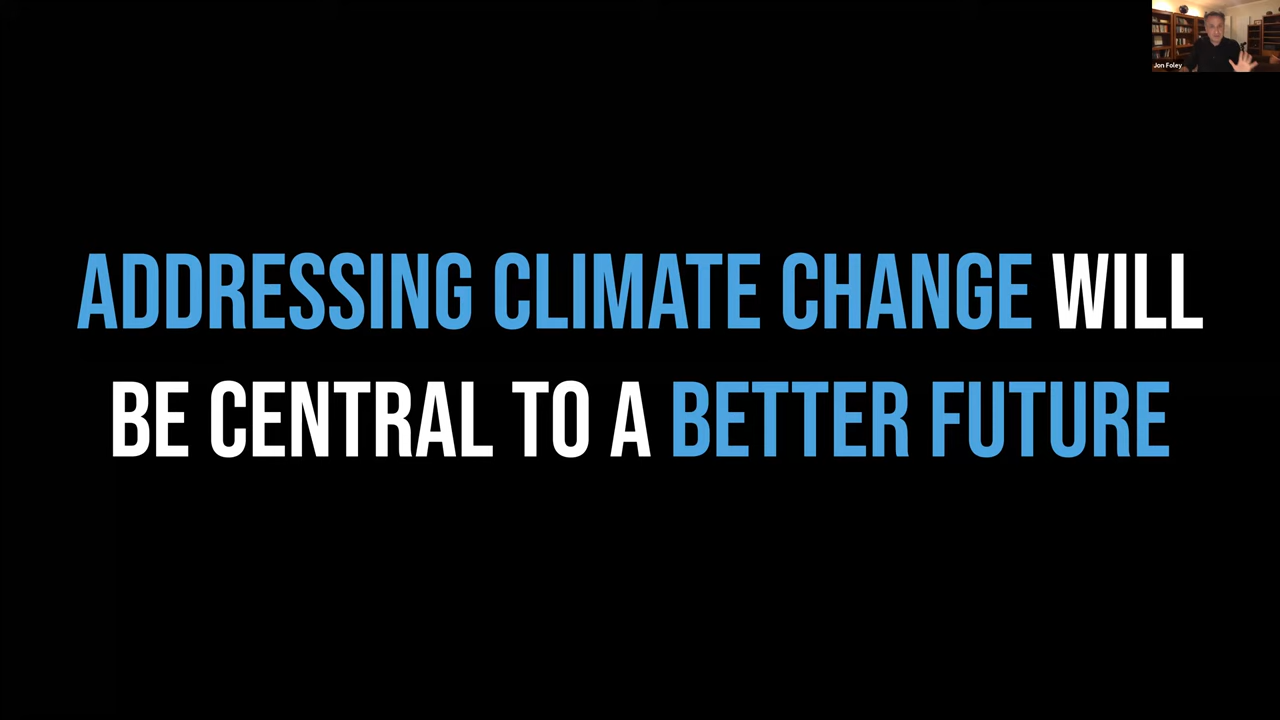 Jon Foley
ADDRESSING CLIMATE CHANGE WILL
BE CENTRAL TO A BETTER FUTURE